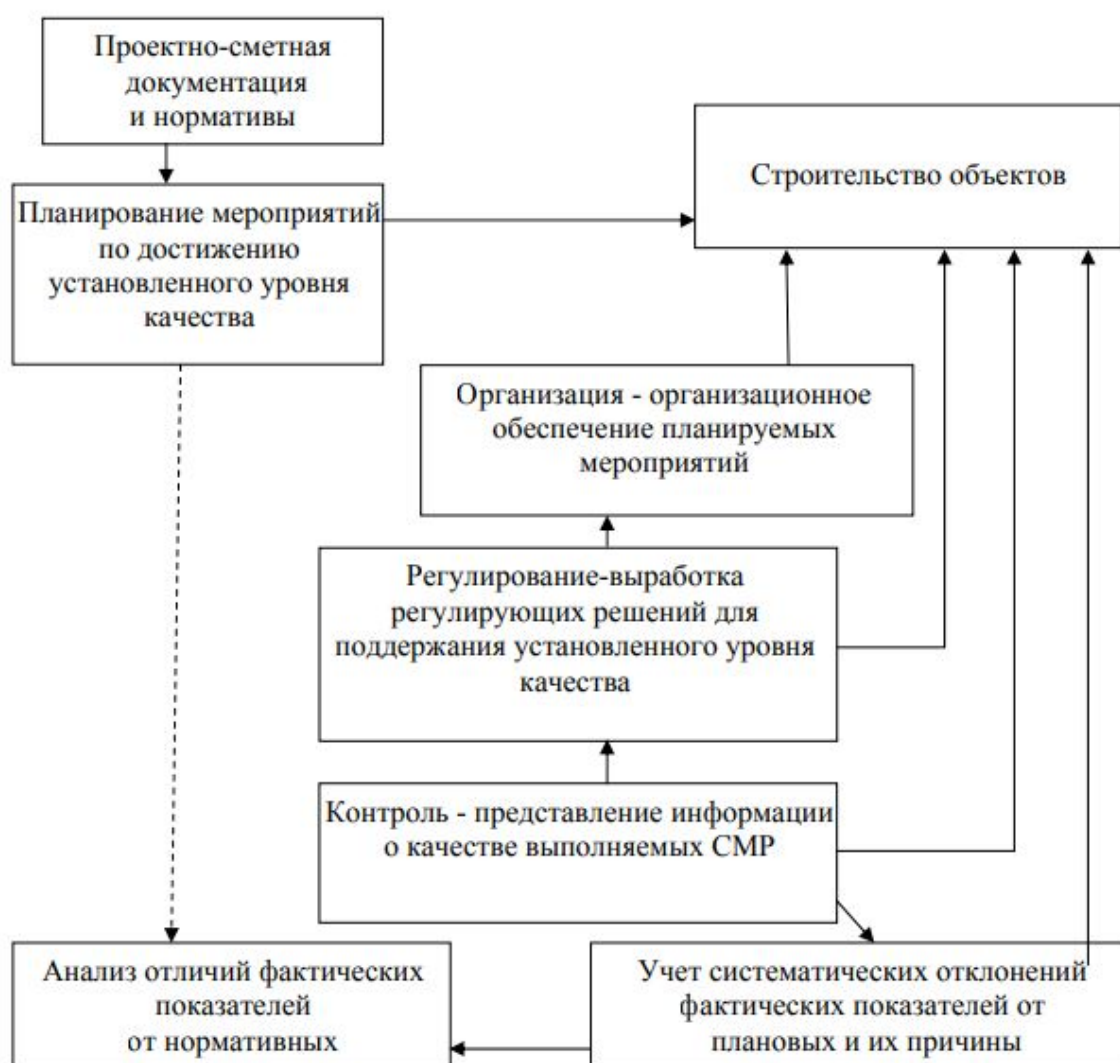 Проектно-сметная
документация
и нормативы
Строительство объектов
Планирование мероприятий
по достижению
установленного уровня
качества
Организация - организационное
обеспечение планируемых
мероприятий
Регулирование-выработка
регулирующих решений для
поддержания установленного уровня
качества
Контроль - представление информации
о качестве выполняемых СМР
Анализ отличий фактических
показателей
от нормативных
Учет систематических отклонений
фактических показателей от
плановых и их причины